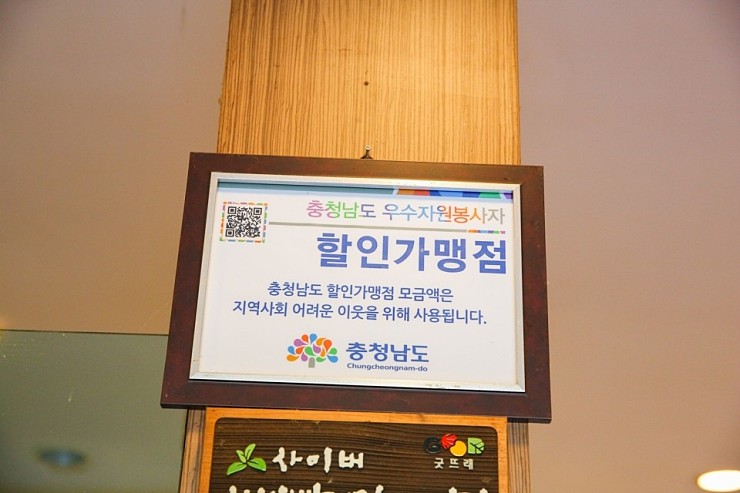 충청남도 우수자원봉사자
할인가맹점
충청남도 할인가맹점 모금액은
지역사회 어려운 이웃을 위해 사용됩니다.
충청남도
Chungcheongnam-do
사이버
GOOD
굿뜨래